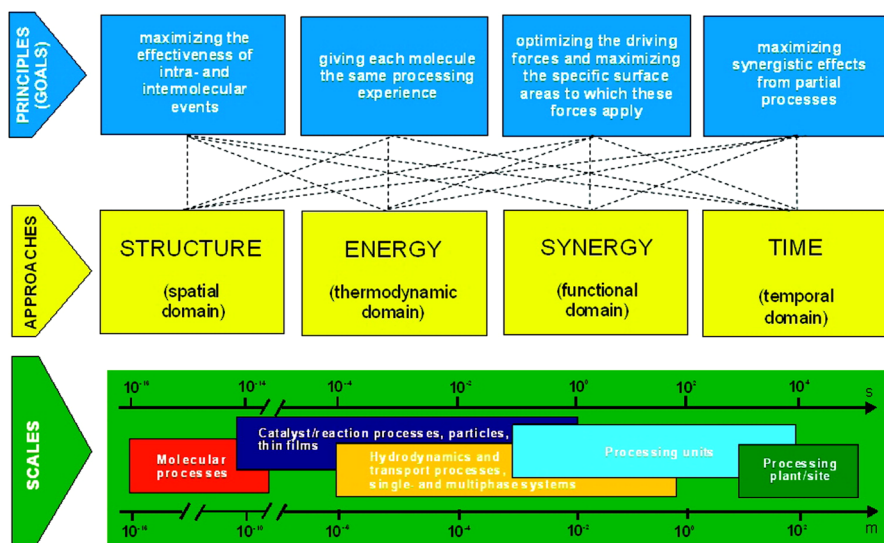 PRINCIPLES
(GOALS)
maximizing the
effectiveness of
intra- and
intermolecular
events
giving each molecule
the same processing
experience
optimizing the driving
forces and maximizing
the specific surface
areas to which these
forces apply
maximizing
synergistic effects
from partial
processes
APPROACHES
STRUCTURE
(spatial
domain)
ENERGY
(thermodynamic
domain)
SYNERGY
(functional
domain)
TIME
(temporal
domain)
SCALES
10⁻¹⁶ 10⁻¹⁴ 10⁻⁴ 10⁻² 10⁰ 10² 10⁴ s
Molecular
processes
Catalyst/reaction processes, particles,
thin films
Hydrodynamics and
transport processes,
single- and multiphase systems
Processing units
Processing
plant/site
10⁻¹⁶ 10⁻¹⁰ 10⁻⁶ 10⁻⁴ 10⁻² 10⁰ 10² m